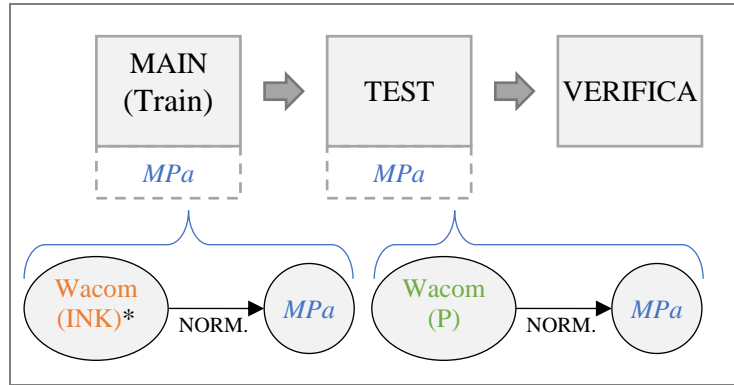 MAIN
(Train)
TEST
VERIFICA
MPa
MPa
Wacom
(INK)*
NORM.
MPa
Wacom
(P)
NORM.
MPa